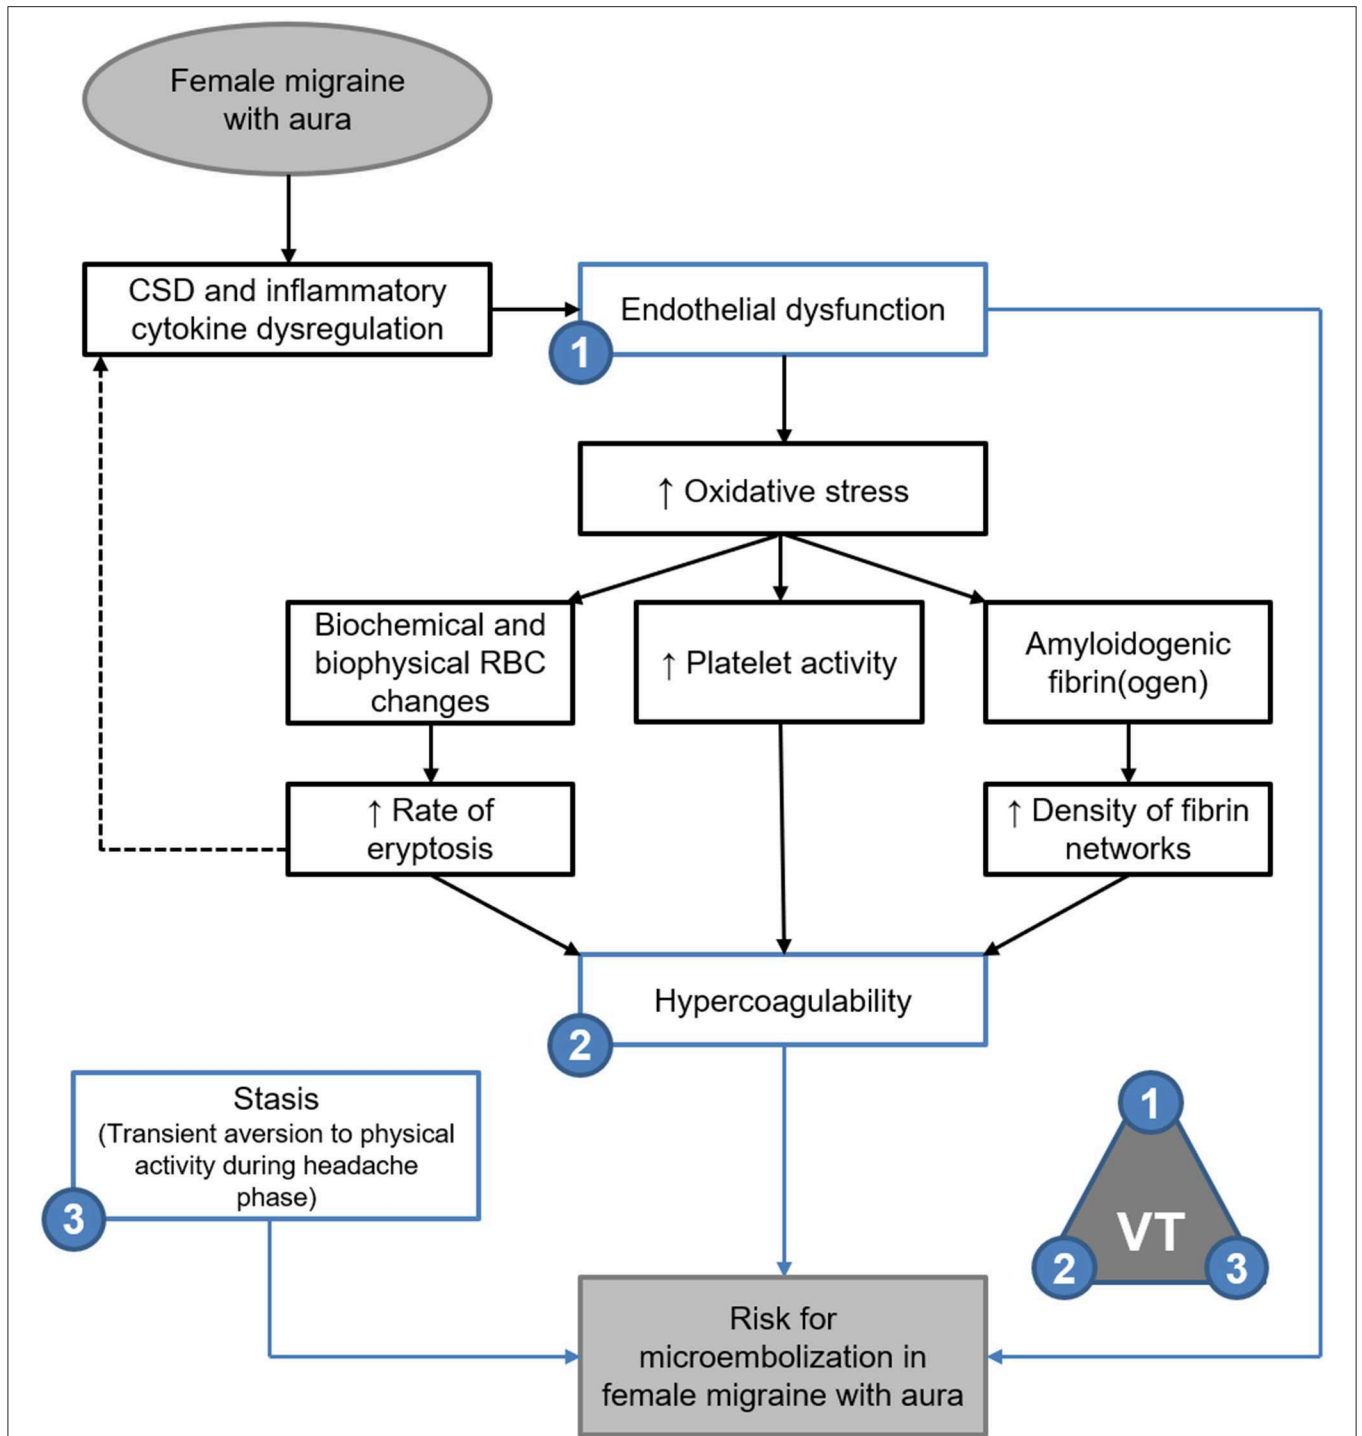 Female migraine
with aura
CSD and inflammatory
cytokine dysregulation
Endothelial dysfunction
1
↑ Oxidative stress
Biochemical and
biophysical RBC
changes
↑ Platelet activity
Amyloidogenic
fibrin(ogen)
↑ Rate of
eryptosis
↑ Density of fibrin
networks
Hypercoagulability
2
Stasis
(Transient aversion to physical
activity during headache
phase)
3
1
VT
2
3
Risk for
microembolization in
female migraine with aura